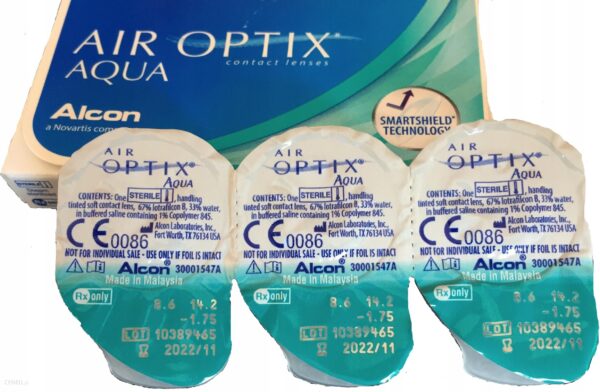 AIR OPTIX®
contact lenses
AQUA
Alcon
a Novartis
SMARTSHIELD™
TECHNOLOGY
AIR
OPTIX®
AQUA
CONTENTS: One STERILE handling
tinted soft contact lens, 67% lotrafilcon B, 33% water,
in buffered saline containing 1% Copolymer 845.
CE 0086
Alcon Laboratories, Inc.
Fort Worth, TX 76134 USA
NOT FOR INDIVIDUAL SALE - USE ONLY IF FOIL IS INTACT
Alcon 30001547A
Made in Malaysia
Rx only
8.6 14.2
-1.75
LOT 10389465
2022/11
AIR
OPTIX®
AQUA
CONTENTS: One STERILE handling
tinted soft contact lens, 67% lotrafilcon B, 33% water,
in buffered saline containing 1% Copolymer 845.
CE 0086
Alcon Laboratories, Inc.
Fort Worth, TX 76134 USA
NOT FOR INDIVIDUAL SALE - USE ONLY IF FOIL IS INTACT
Alcon 30001547A
Made in Malaysia
Rx only
8.6 14.2
-1.75
LOT 10389465
2022/11
AIR
OPTIX®
AQUA
CONTENTS: One STERILE handling
tinted soft contact lens, 67% lotrafilcon B, 33% water,
in buffered saline containing 1% Copolymer 845.
CE 0086
Alcon Laboratories, Inc.
Fort Worth, TX 76134 USA
NOT FOR INDIVIDUAL SALE - USE ONLY IF FOIL IS INTACT
Alcon 30001547A
Made in Malaysia
Rx only
8.6 14.2
-1.75
LOT 10389465
2022/11